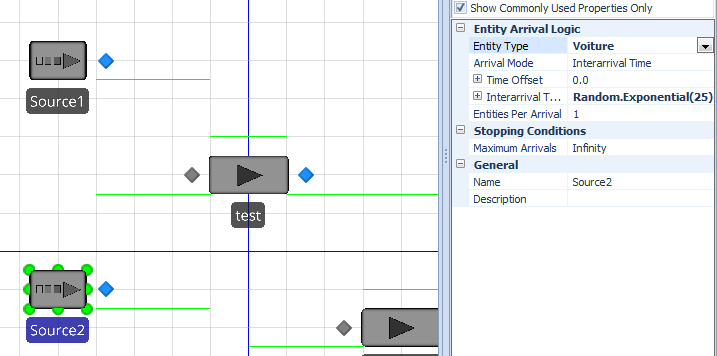 Source1
test
Source2
Show Commonly Used Properties Only
Entity Arrival Logic
Entity Type Voiture
Arrival Mode Interarrival Time
Time Offset 0.0
Interarrival T... Random.Exponential(25)
Entities Per Arrival 1
Stopping Conditions
Maximum Arrivals Infinity
General
Name Source2
Description